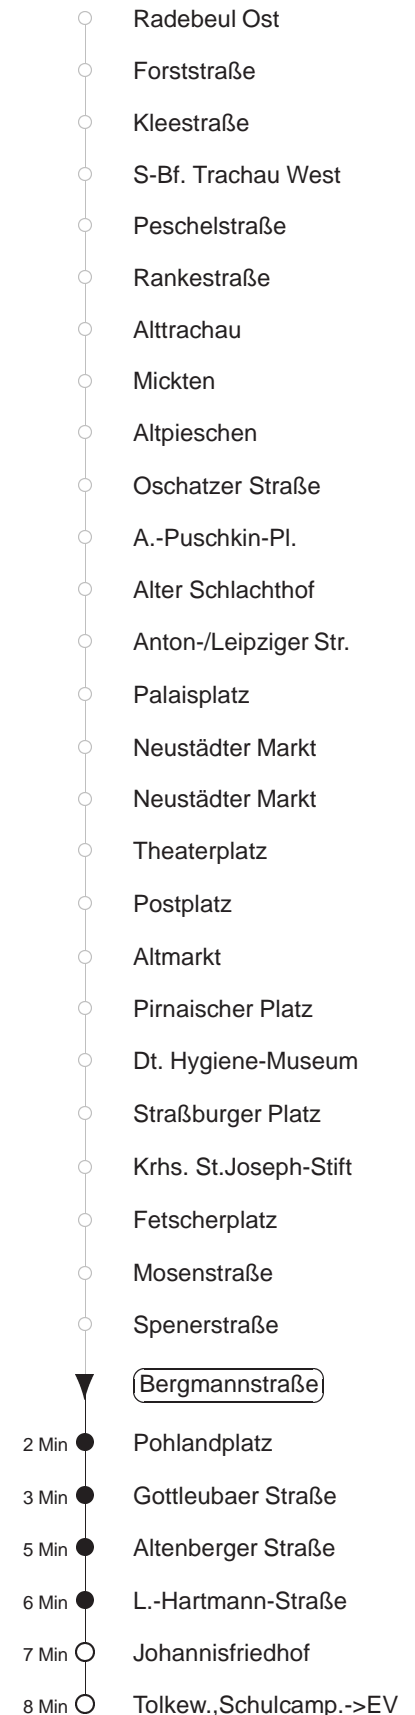 Radebeul Ost
Forststraße
Kleestraße
S-Bf. Trachau West
Peschelstraße
Rankestraße
Alttrachau
Mickten
Altpieschen
Oschatzer Straße
A.-Puschkin-Pl.
Alter Schlachthof
Anton-/Leipziger Str.
Palaisplatz
Neustädter Markt
Neustädter Markt
Theaterplatz
Postplatz
Altmarkt
Pirnaischer Platz
Dt. Hygiene-Museum
Straßburger Platz
Krhs. St.Joseph-Stift
Fetscherplatz
Mosenstraße
Spenerstraße
Bergmannstraße
2 Min Pohlandplatz
3 Min Gottleubaer Straße
5 Min Altenberger Straße
6 Min L.-Hartmann-Straße
7 Min Johannisfriedhof
8 Min Tolkew.,Schulcamp.->EV